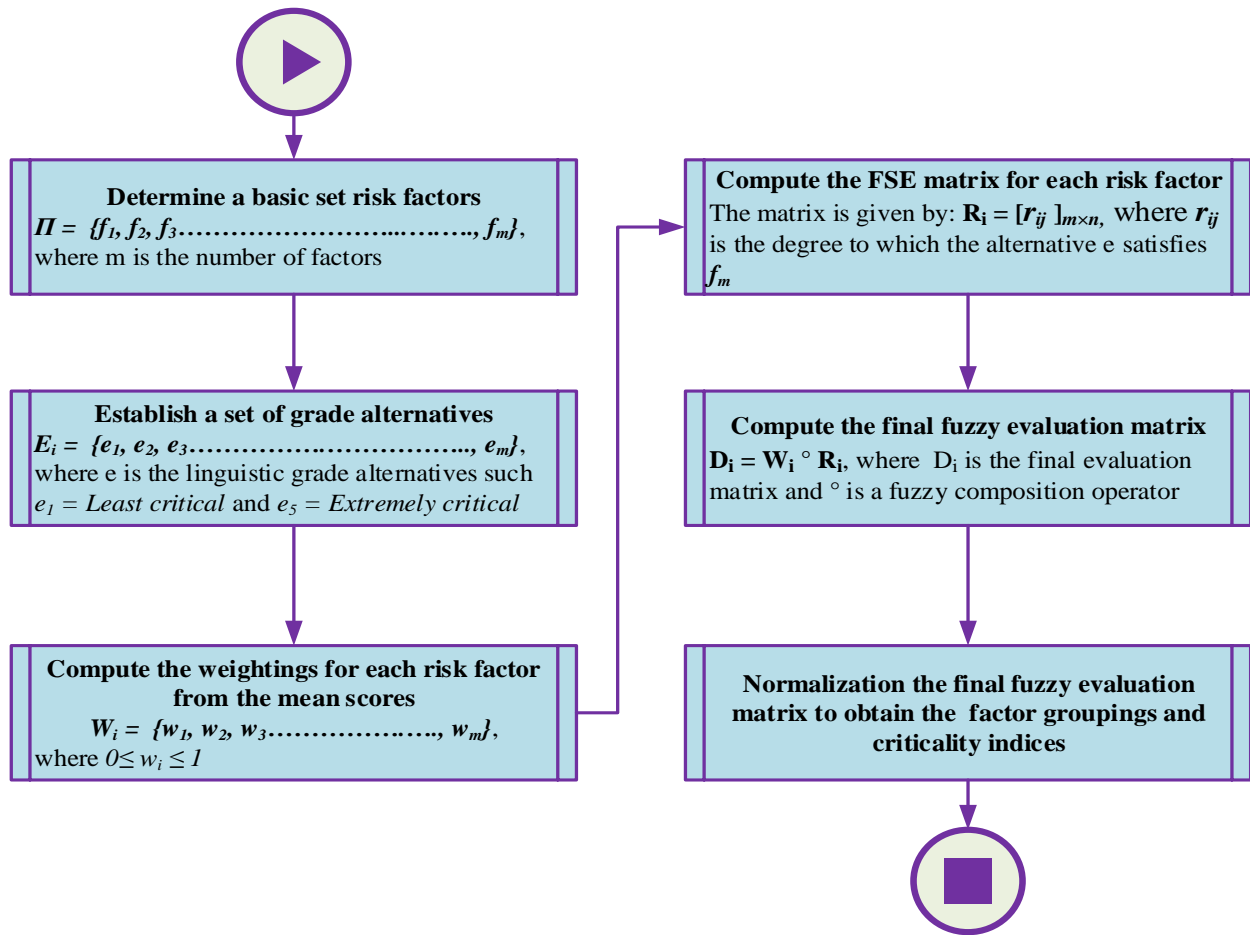 Determine a basic set risk factors
Π = {f1, f2, f3……………………………...…..…., fm},
where m is the number of factors
Establish a set of grade alternatives
Ei = {e1, e2, e3…………….………………….., em},
where e is the linguistic grade alternatives such
e1 = Least critical and e5 = Extremely critical
Compute the weightings for each risk factor
from the mean scores
Wi = {w1, w2, w3……………….….., wm},
where 0≤ wi ≤ 1
Compute the FSE matrix for each risk factor
The matrix is given by: Ri = [rij ]m×n, where rij
is the degree to which the alternative e satisfies
fm
Compute the final fuzzy evaluation matrix
Di = Wi ° Ri, where Di is the final evaluation
matrix and ° is a fuzzy composition operator
Normalization the final fuzzy evaluation
matrix to obtain the factor groupings and
criticality indices